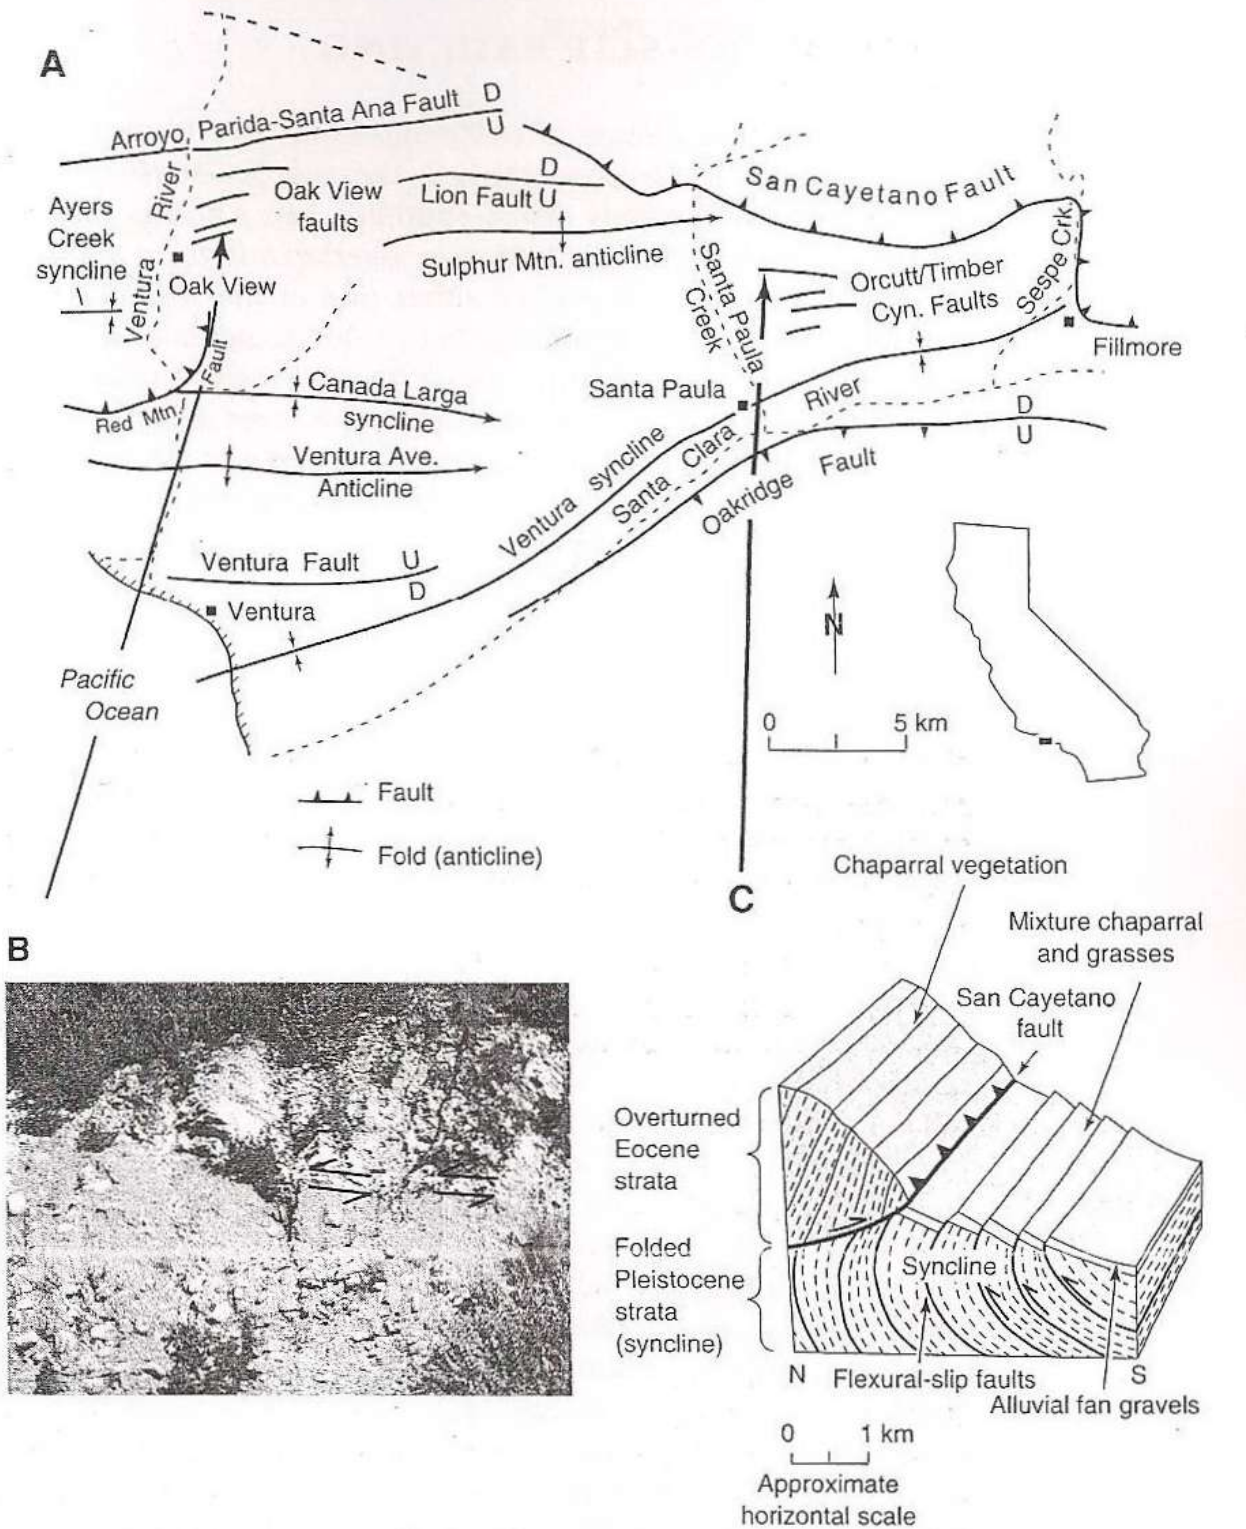 A
Arroyo Parida-Santa Ana Fault
D
U
Ayers
Creek
syncline
Ventura River
Oak View
faults
Oak View
D
Lion Fault U
Sulphur Mtn. anticline
San Cayetano Fault
Santa Paula
Creek
Orcutt/Timber
Cyn. Faults
Sespe Crk.
Fillmore
Red Mtn. Fault
Canada Larga
syncline
Ventura Ave.
Anticline
Santa Paula
Ventura syncline
Santa Clara River
Oakridge Fault
D
U
Ventura Fault
U
D
Ventura
Pacific
Ocean
N
0 5 km
Fault
Fold (anticline)
B
C
Chaparral vegetation
Mixture chaparral
and grasses
San Cayetano
fault
Overturned
Eocene
strata
Folded
Pleistocene
strata
(syncline)
Syncline
N
S
Flexural-slip faults
Alluvial fan gravels
0 1 km
Approximate
horizontal scale